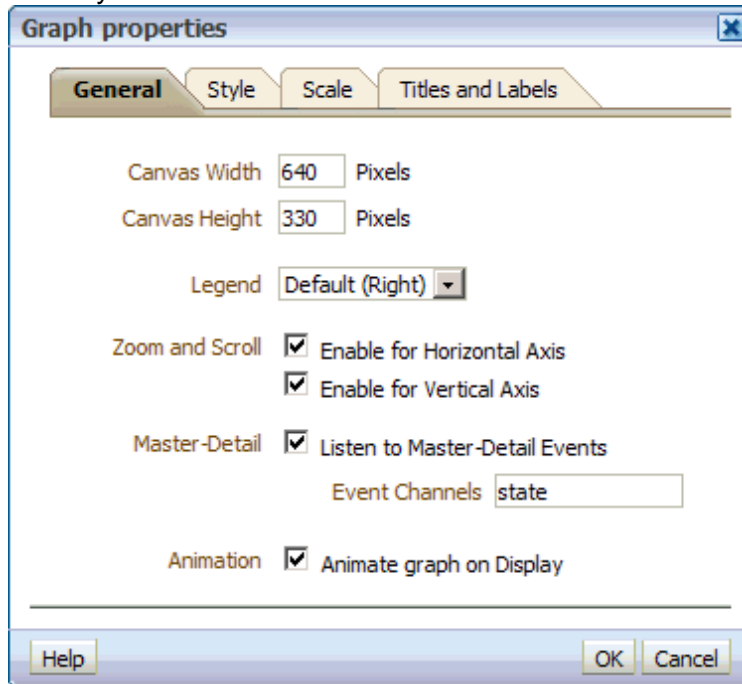 Graph properties
General Style Scale Titles and Labels
Canvas Width 640 Pixels
Canvas Height 330 Pixels
Legend Default (Right)
Zoom and Scroll Enable for Horizontal Axis
Enable for Vertical Axis
Master-Detail Listen to Master-Detail Events
Event Channels state
Animation Animate graph on Display
Help OK Cancel